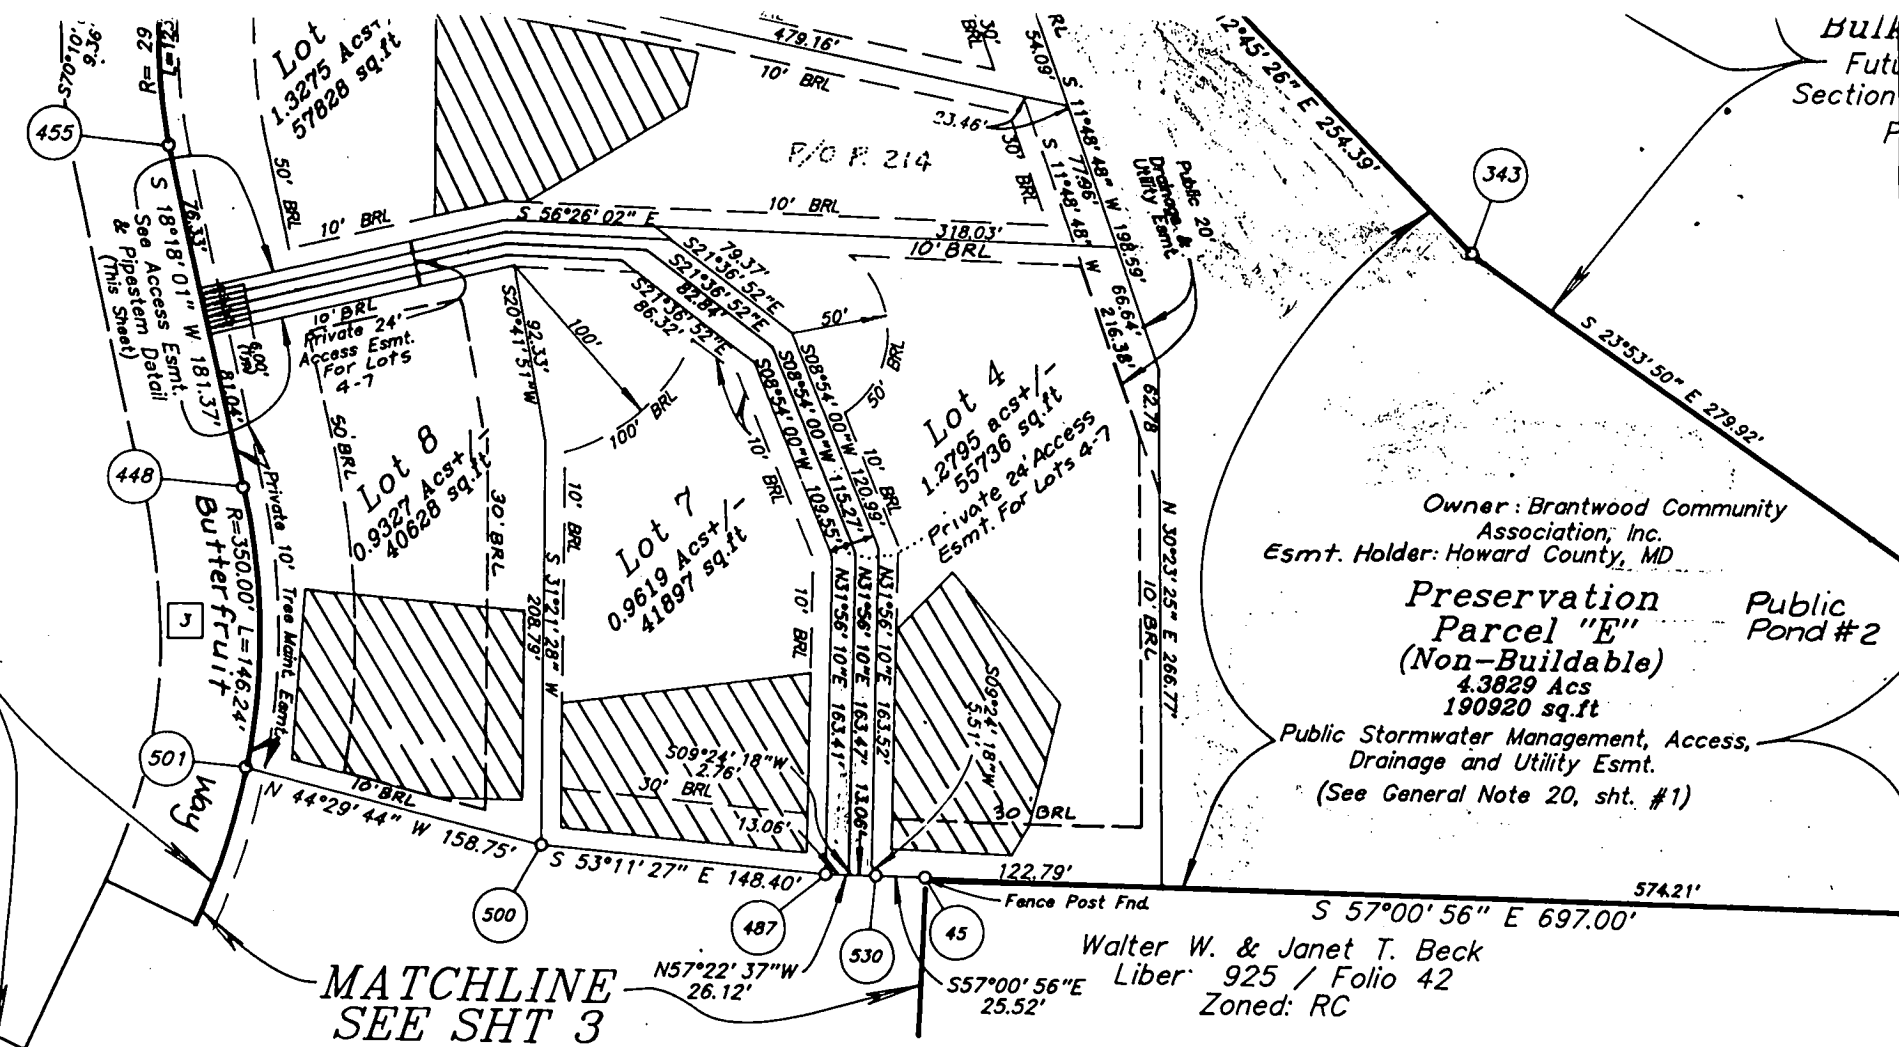 S70°10'
9.36'
R=29
455
Lot
1.3275 Acs+
57828 sq.ft
50' BRL
479.16'
10' BRL
30'
BRL
RL
54.09'
23.46'
30' BRL
S 11°48'48" W 198.59'
77.96'
S 11°48'48" W
216.38'
66.64'
62.78
Public 20'
Drainage &
Utility Esmt
P/O P. 214
12°45'26" E 254.39'
343
Bulk
Futu
Section
P
S 23°53'50" E 279.92'
76.33'
S 18°18'01" W 181.37'
See Access Esmt.
& Pipestem Detail
(This Sheet)
81.04'
6.00'
10' BRL
S 56°26'02" E
10' BRL
318.03'
10' BRL
79.37'
S21°36'52"E
S21°36'52"E
82.84'
S21°36'52"E
86.32'
10' BRL
Private 24'
Access Esmt.
For Lots
4-7
S20°41'51"W
92.33'
100'
100' BRL
50'
50' BRL
S08°54'00"W 120.99'
S08°54'00"W 115.27'
S08°54'00"W 109.55'
10' BRL
10' BRL
Lot 4
1.2795 acs+/-
55736 sq.ft
Private 24' Access
Esmt. For Lots 4-7
448
50' BRL
Lot 8
0.9327 Acs+/-
40628 sq.ft
30' BRL
Lot 7
0.9619 Acs+/-
41897 sq.ft
10' BRL
S 31°21'28" W
208.79'
10' BRL
N31°56'10"E 163.41'
N31°56'10"E 163.47'
N31°56'10"E 163.52'
N 30°23'25" E 266.77'
10' BRL
Private 10' Tree Maint. Esmt.
R=350.00' L=146.24'
Butterfruit
Way
3
501
N 44°29'44" W 158.75'
10' BRL
S09°24'18"W
2.76'
30' BRL
13.06'
13.06'
S09°24'18"W
5.51'
30 BRL
S 53°11'27" E 148.40'
500
487
530
45
122.79'
Fence Post Fnd.
574.21'
S 57°00'56" E 697.00'
N57°22'37"W
26.12'
S57°00'56"E
25.52'
MATCHLINE
SEE SHT 3
Walter W. & Janet T. Beck
Liber 925 / Folio 42
Zoned: RC
Owner: Brantwood Community
Association, Inc.
Esmt. Holder: Howard County, MD
Preservation
Parcel "E"
(Non-Buildable)
4.3829 Acs
190920 sq.ft
Public
Pond #2
Public Stormwater Management, Access,
Drainage and Utility Esmt.
(See General Note 20, sht. #1)